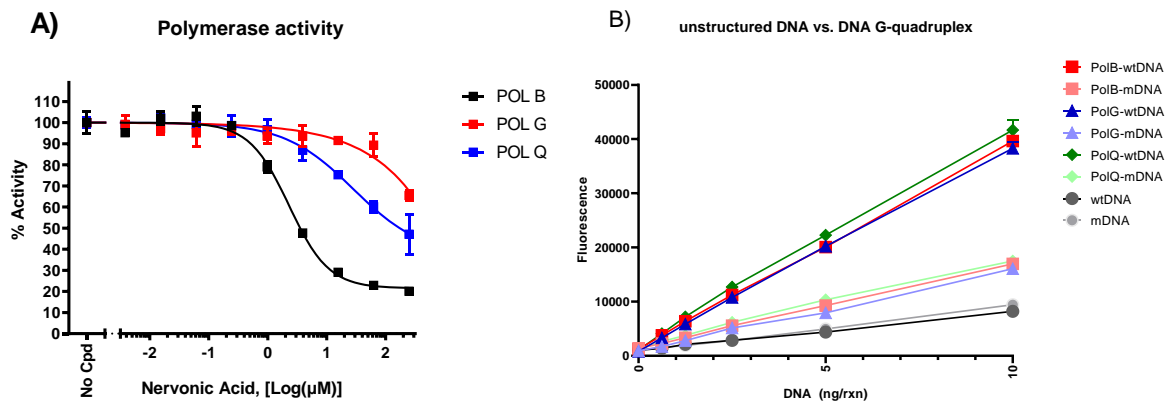 A)
Polymerase activity
110
100
90
80
70
60
50
40
30
20
10
0
% Activity
No Cpd
-2
-1
0
1
2
Nervonic Acid, [Log(µM)]
POL B
POL G
POL Q
B)
unstructured DNA vs. DNA G-quadruplex
50000
40000
30000
20000
10000
0
Fluorescence
0
5
10
DNA (ng/rxn)
PolB-wtDNA
PolB-mDNA
PolG-wtDNA
PolG-mDNA
PolQ-wtDNA
PolQ-mDNA
wtDNA
mDNA